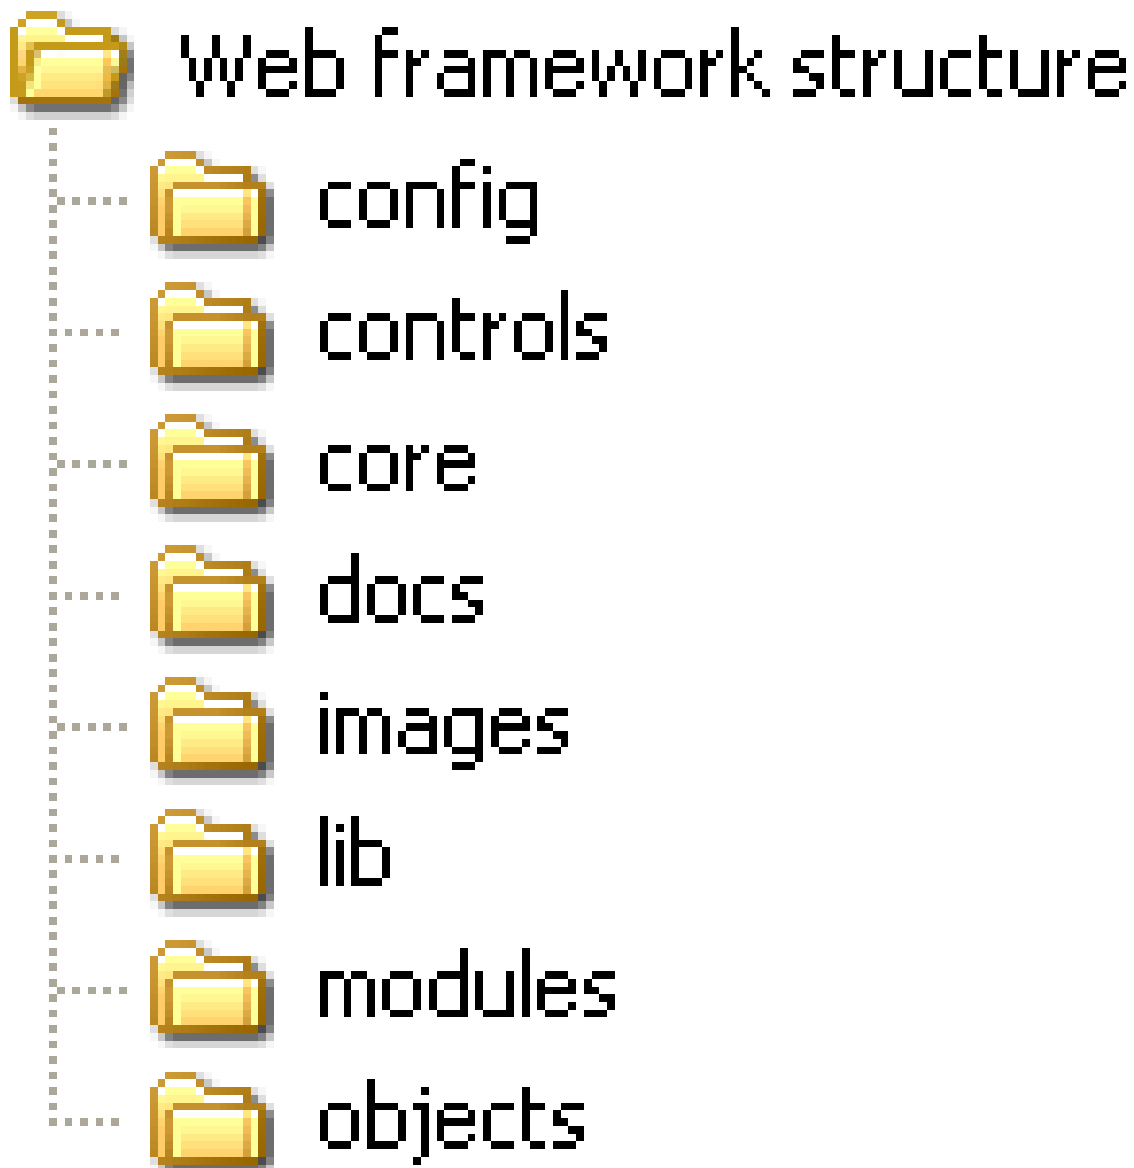 Web framework structure
config
controls
core
docs
images
lib
modules
objects